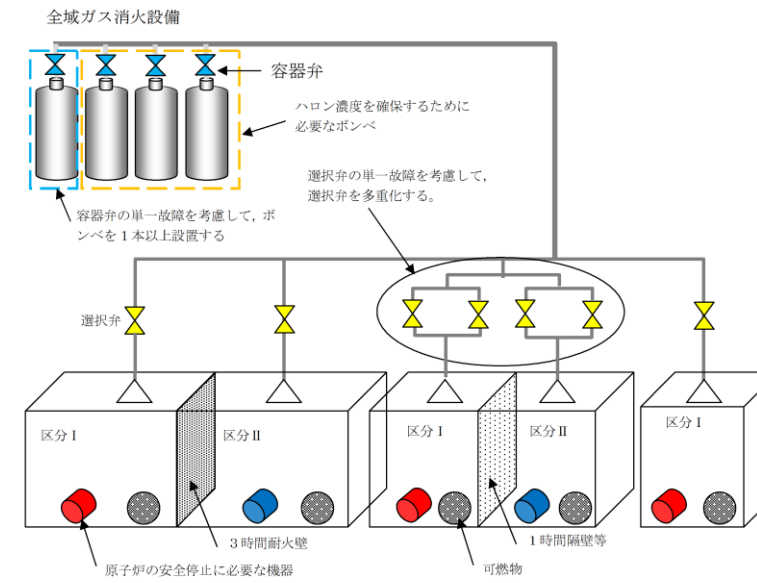 全域ガス消火設備
容器弁
ハロン濃度を確保するために
必要なボンベ
選択弁の単一故障を考慮して,
選択弁を多重化する。
容器弁の単一故障を考慮して, ボ
ンベを1本以上設置する
選択弁
区分Ⅰ
区分Ⅱ
区分Ⅰ
区分Ⅱ
区分Ⅰ
3時間耐火壁
1時間隔壁等
原子炉の安全停止に必要な機器
可燃物